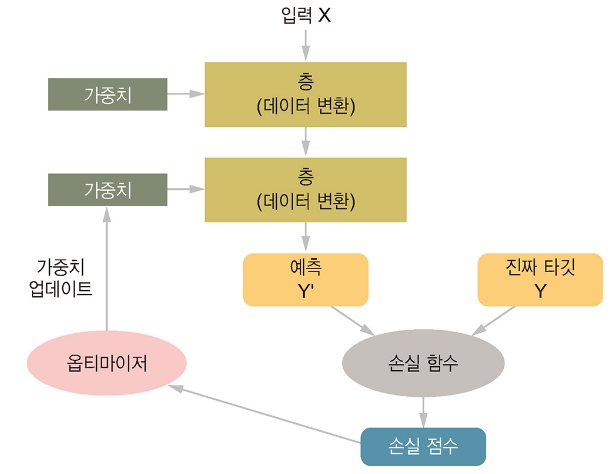 입력 X
가중치
층
(데이터 변환)
가중치
층
(데이터 변환)
가중치
업데이트
예측
Y'
진짜 타깃
Y
옵티마이저
손실 함수
손실 점수